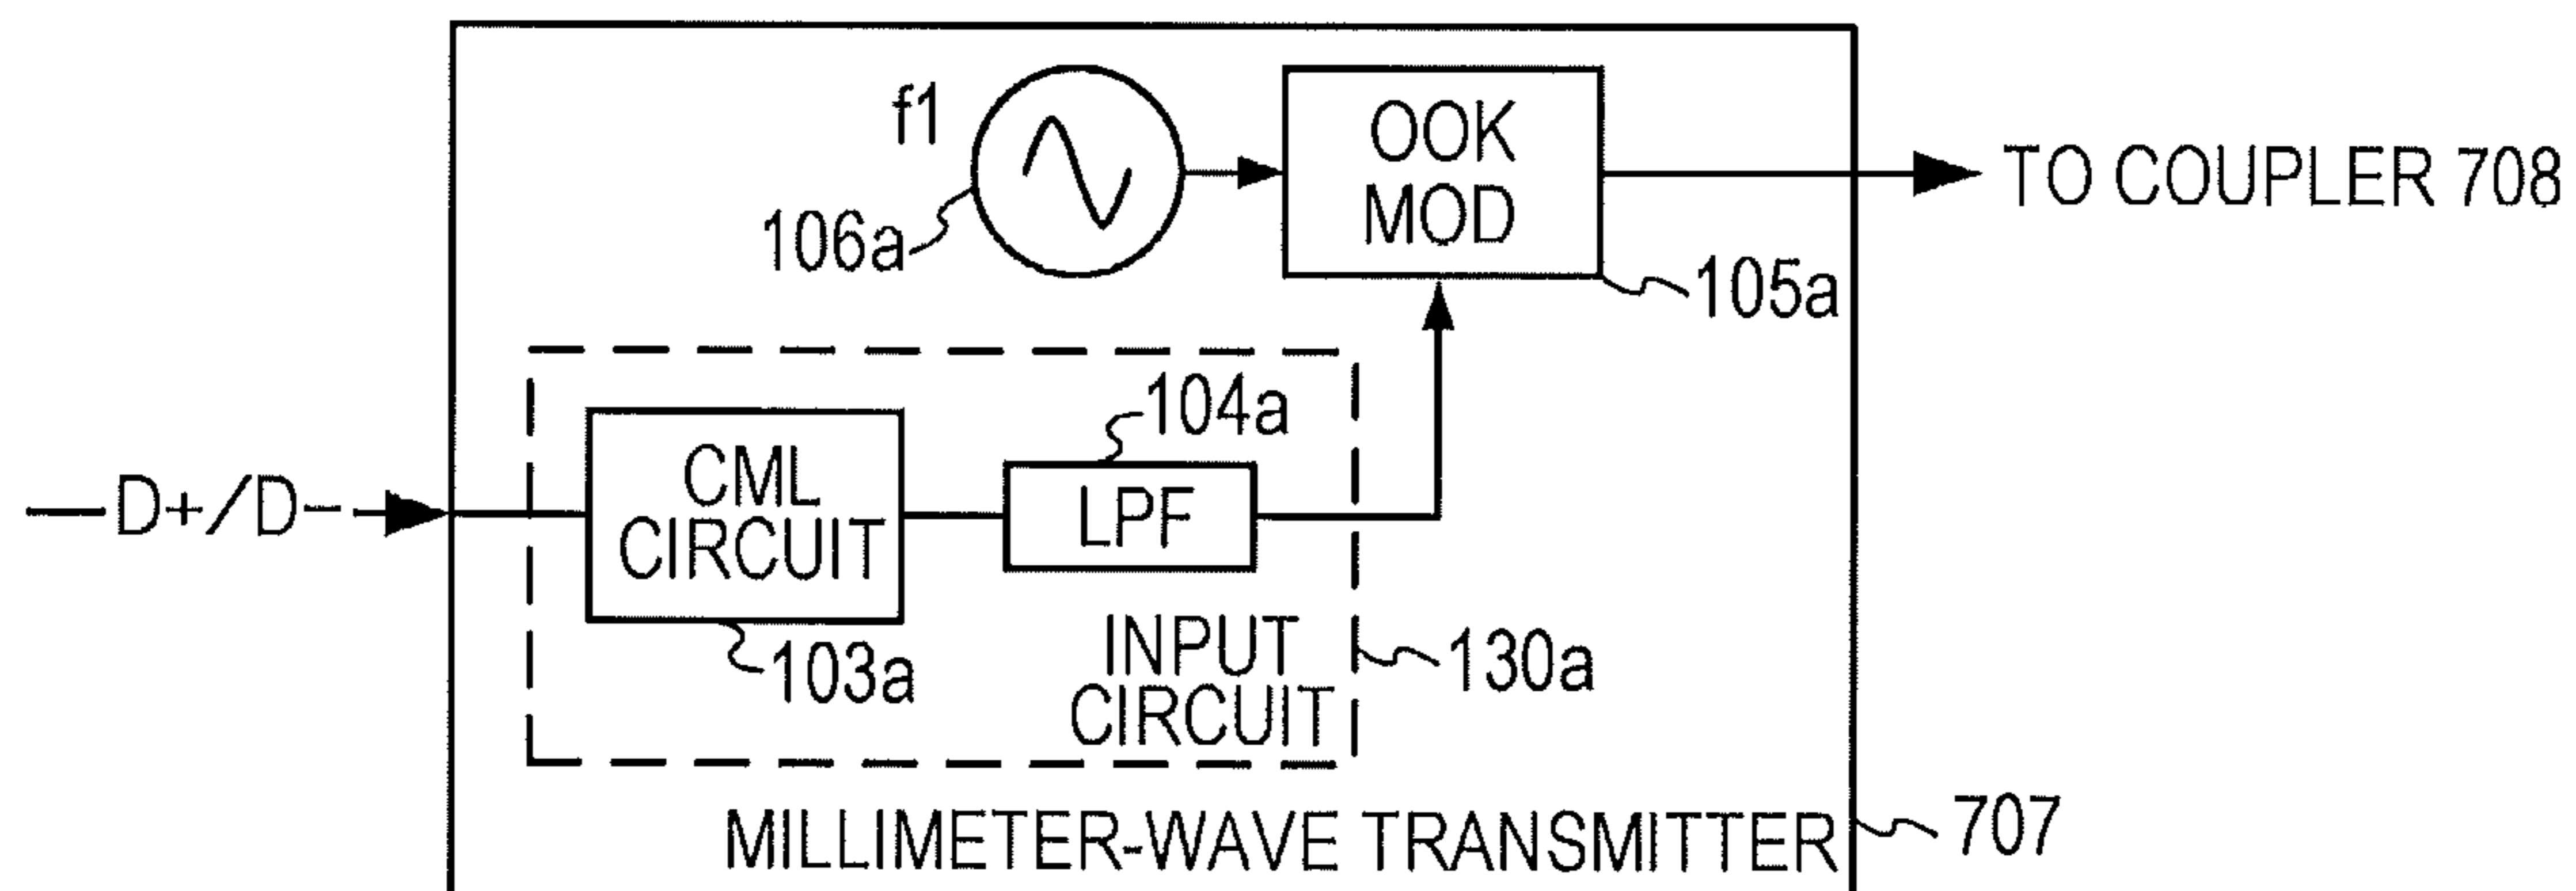 f1
OOK
MOD
TO COUPLER 708
106a
105a
104a
CML
CIRCUIT
LPF
D+/D-
103a
INPUT
CIRCUIT
130a
MILLIMETER-WAVE TRANSMITTER
707